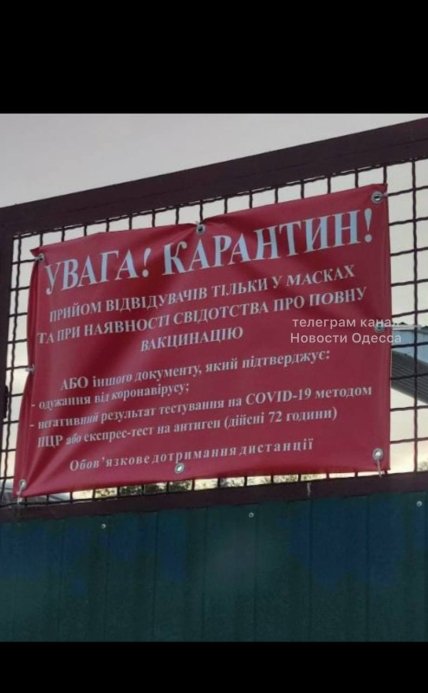 УВАГА! КАРАНТИН!
ПРИЙОМ ВІДВІДУВАЧІВ ТІЛЬКИ У МАСКАХ
ТА ПРИ НАЯВНОСТІ СВІДОТСТВА ПРО ПОВНУ
ВАКЦИНАЦІЮ
телеграм канал
Новости Одесса
АБО іншого документу, який підтверджує:
- одужання від коронавірусу;
- негативний результат тестування на COVID-19 методом
ПЦР або експрес-тест на антиген (дійсні 72 години)
Обов'язкове дотримання дистанції